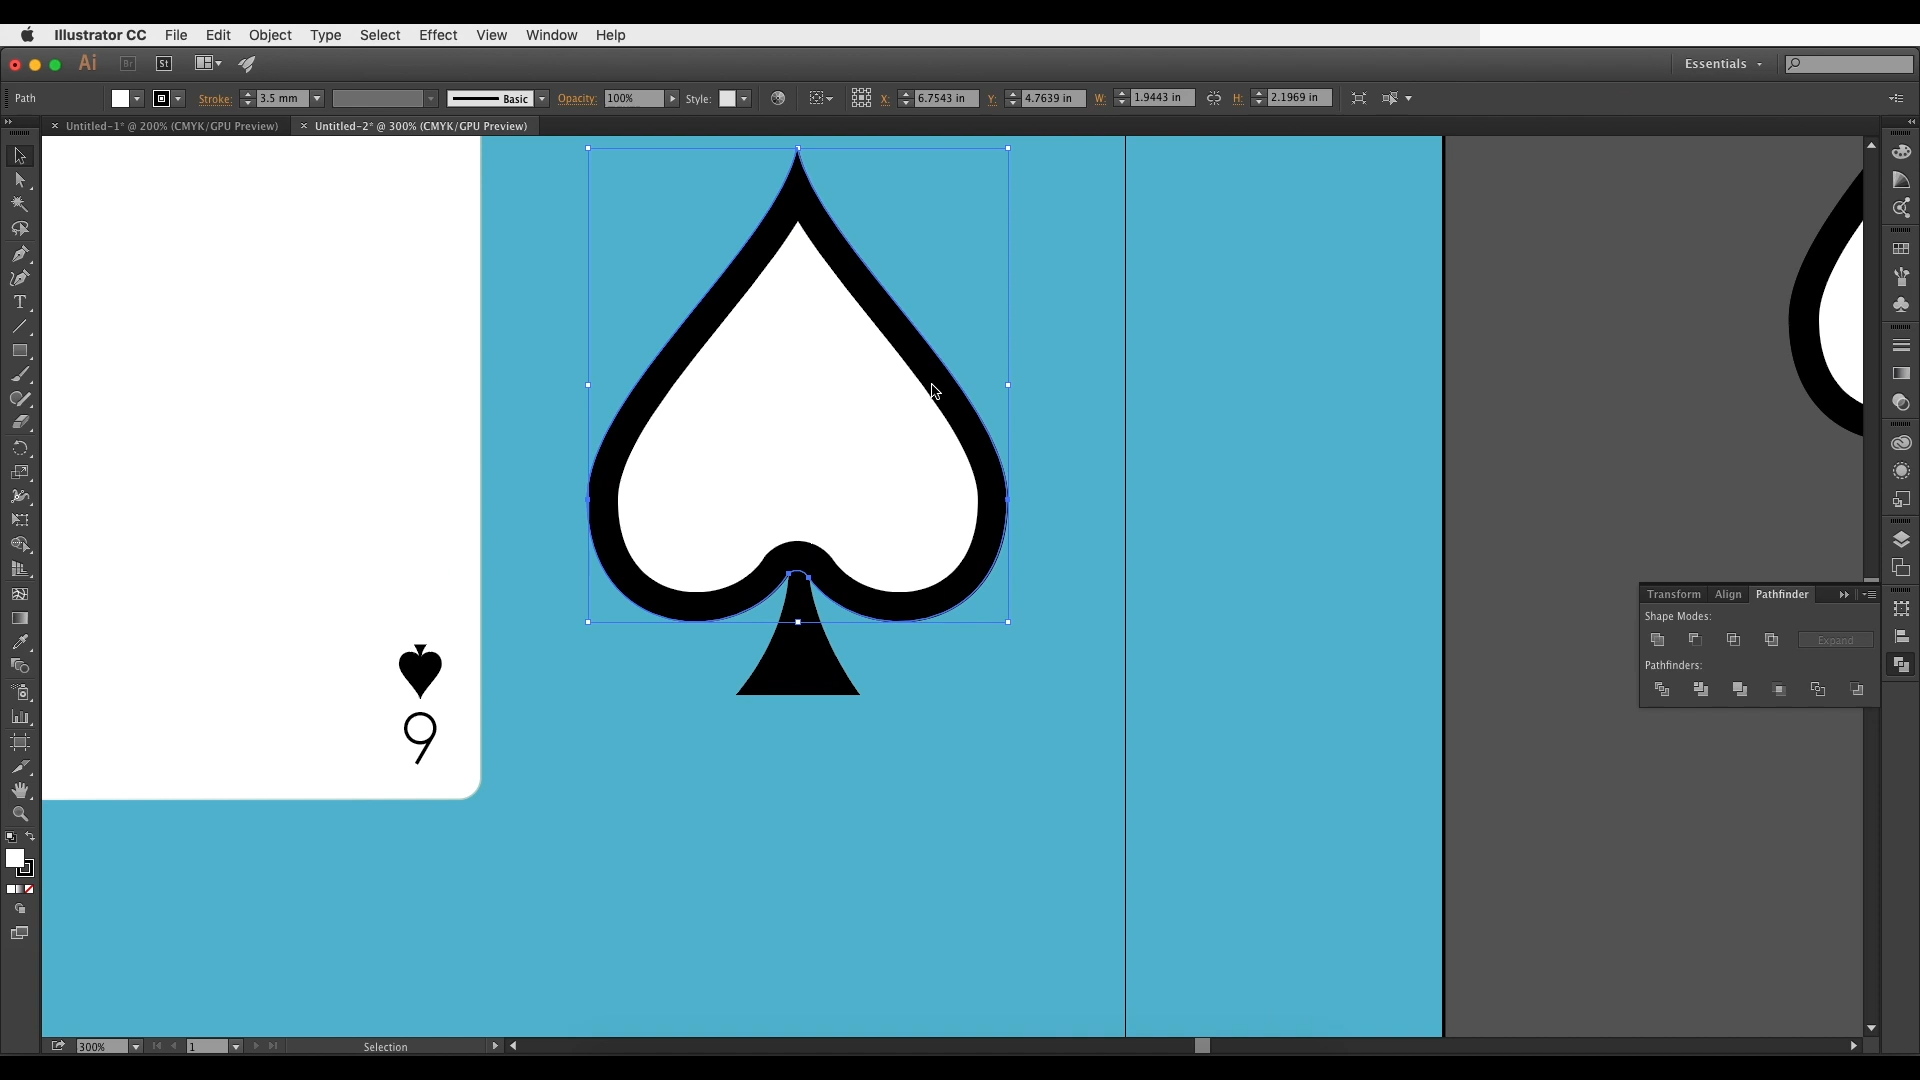 Illustrator CC File Edit Object Type Select Effect View Window Help
Ai Br St Essentials
Path Stroke: 3.5 mm Basic Opacity: 100% Style: X: 6.7543 in Y: 4.7639 in W: 1.9443 in H: 2.1969 in
× Untitled-1* @ 200% (CMYK/GPU Preview) × Untitled-2* @ 300% (CMYK/GPU Preview)
T
Transform Align Pathfinder
Shape Modes:
Expand
Pathfinders:
9
300% 1 Selection